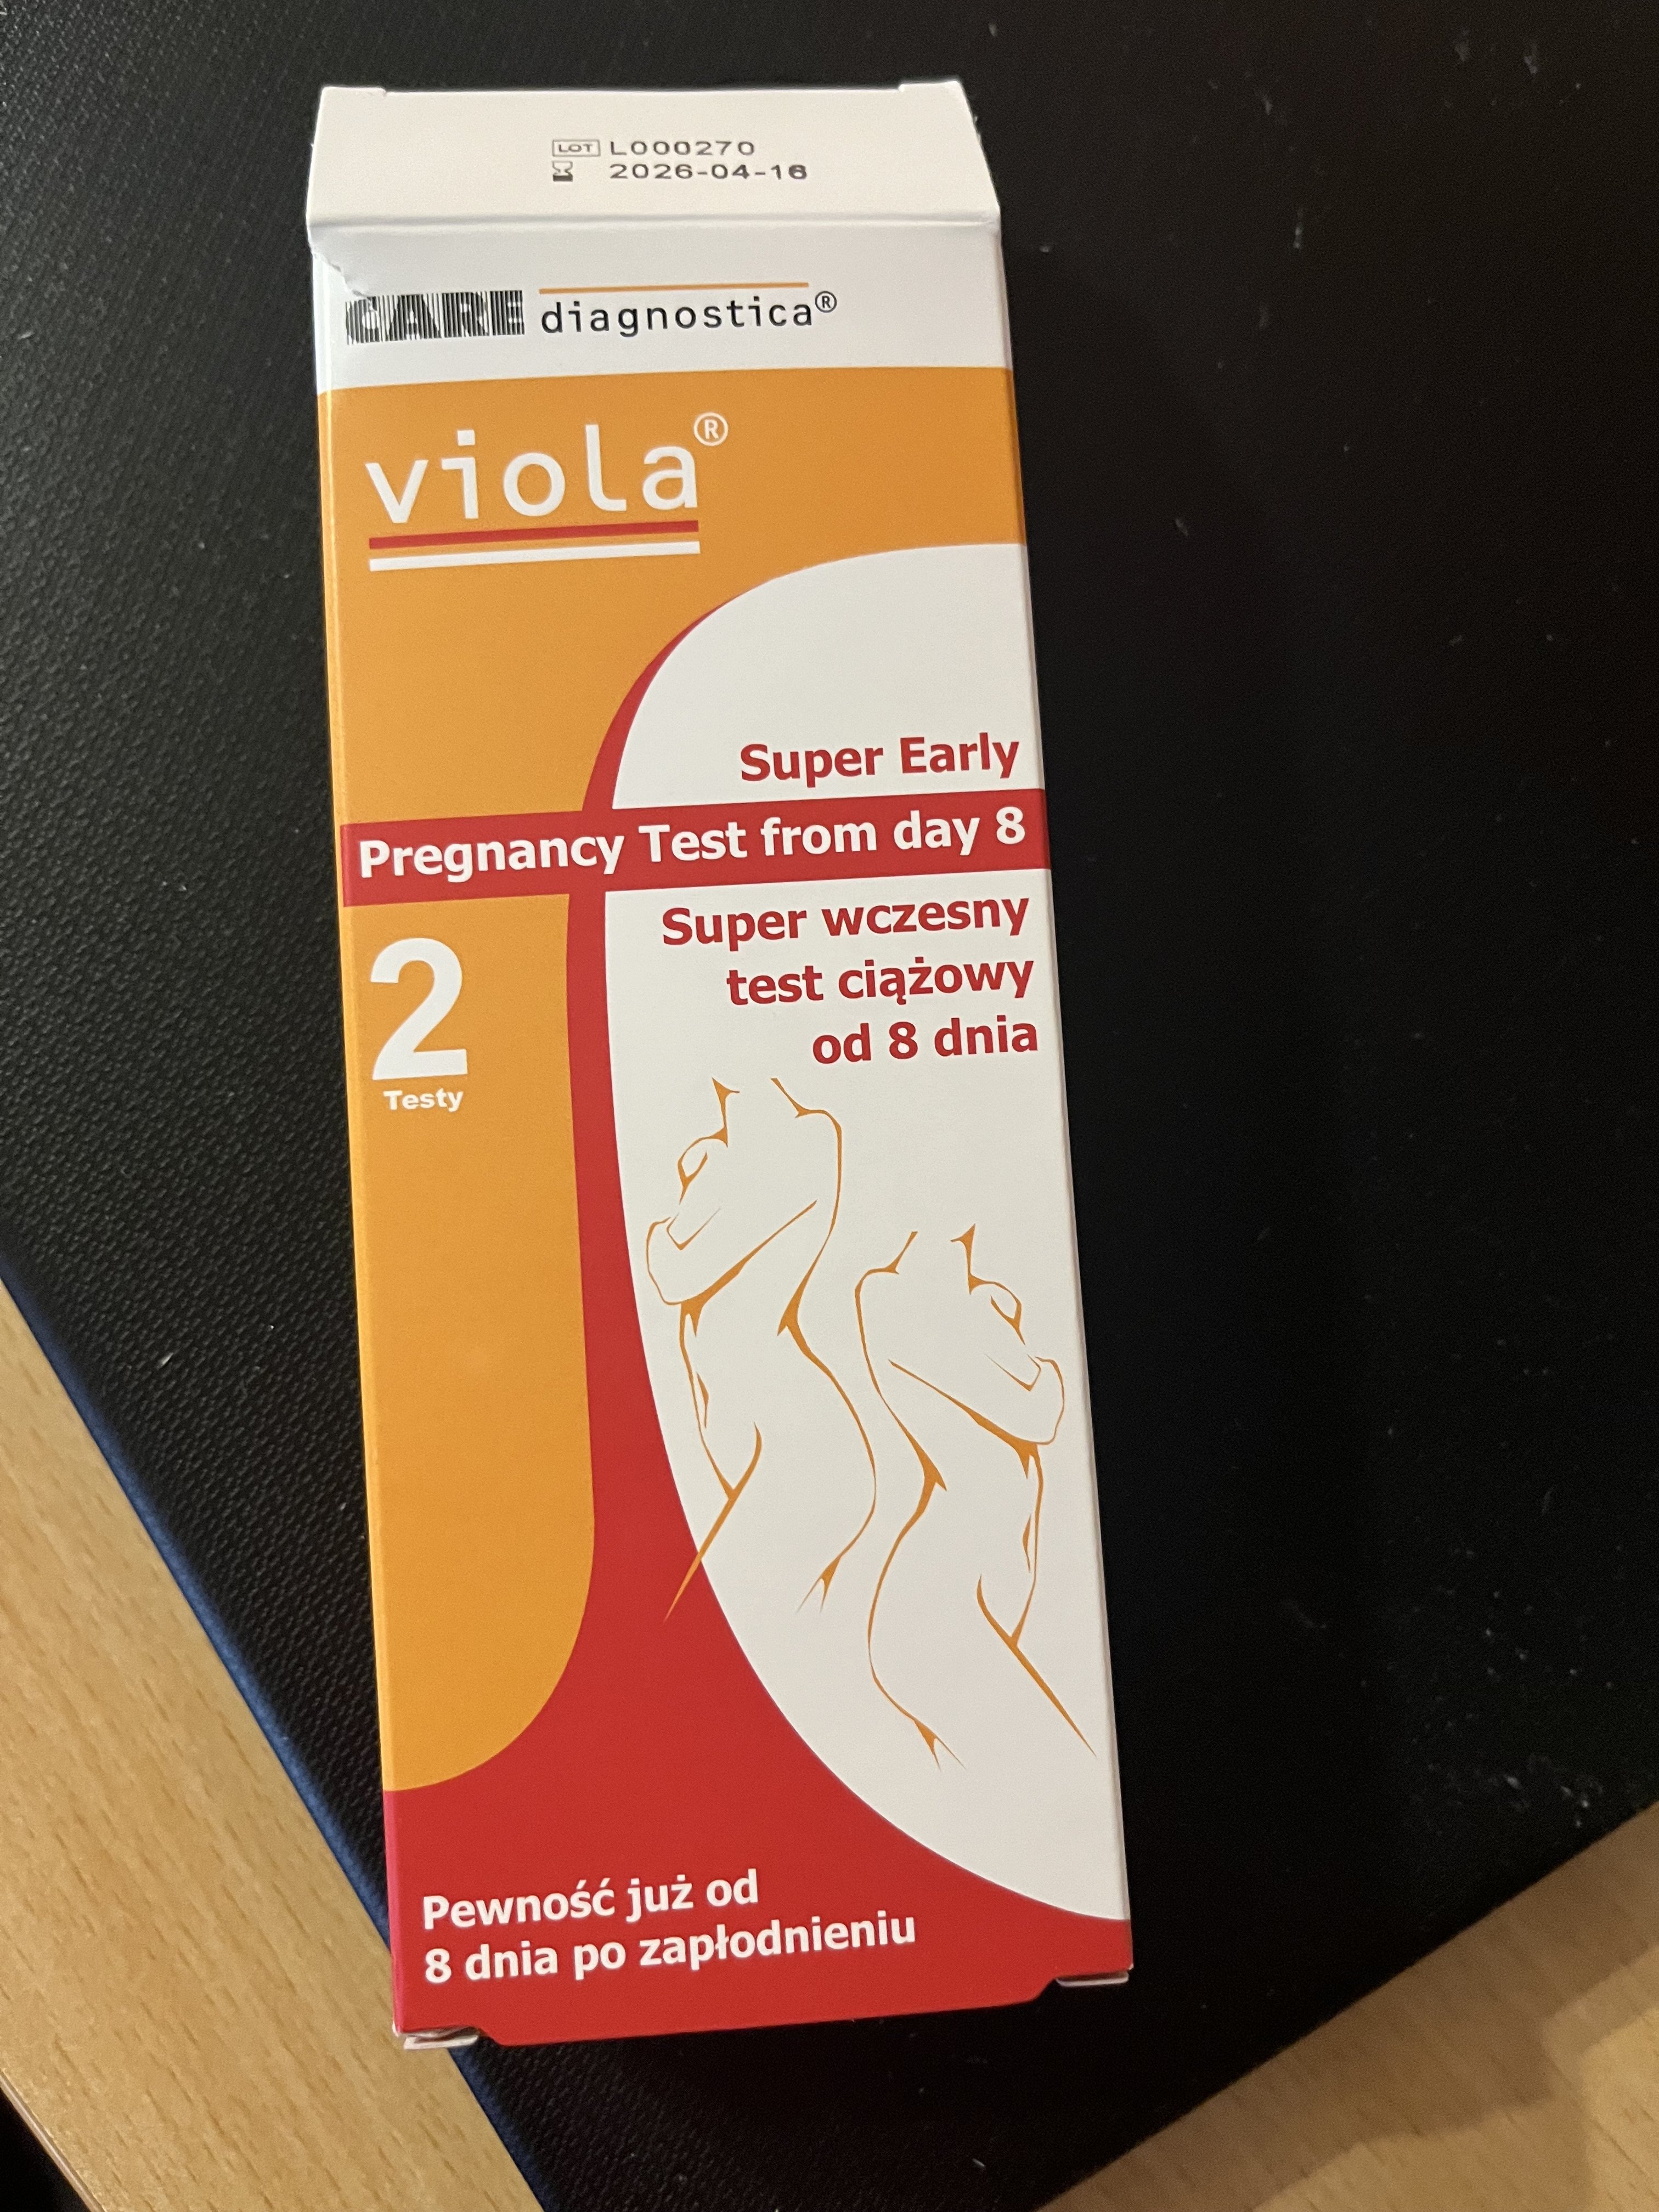 LOT L000270
2026-04-16
CARE diagnostica®
viola®
Super Early
Pregnancy Test from day 8
Super wczesny
test ciążowy
od 8 dnia
2
Testy
Pewność już od
8 dnia po zapłodnieniu